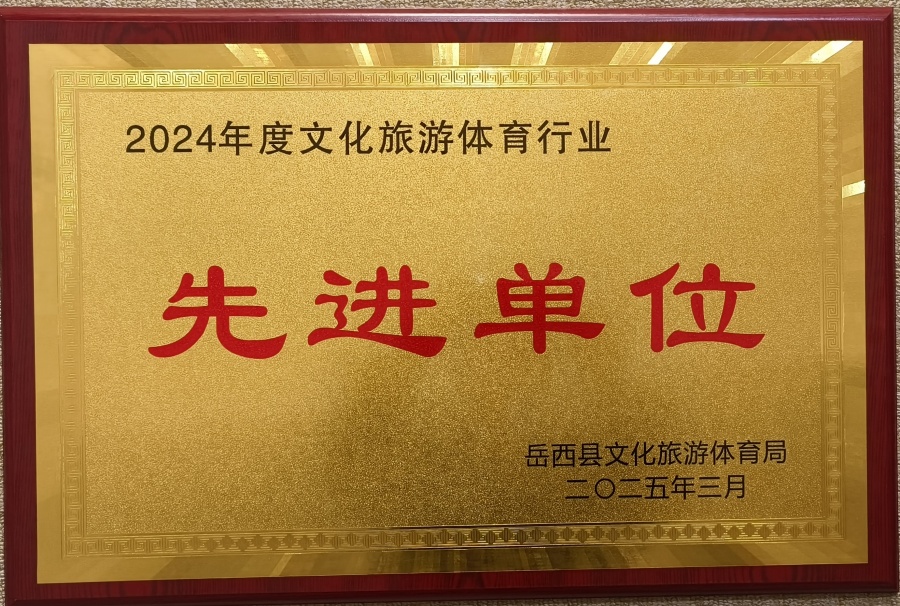 2024年度文化旅游体育行业
先进单位
岳西县文化旅游体育局
二〇二五年三月